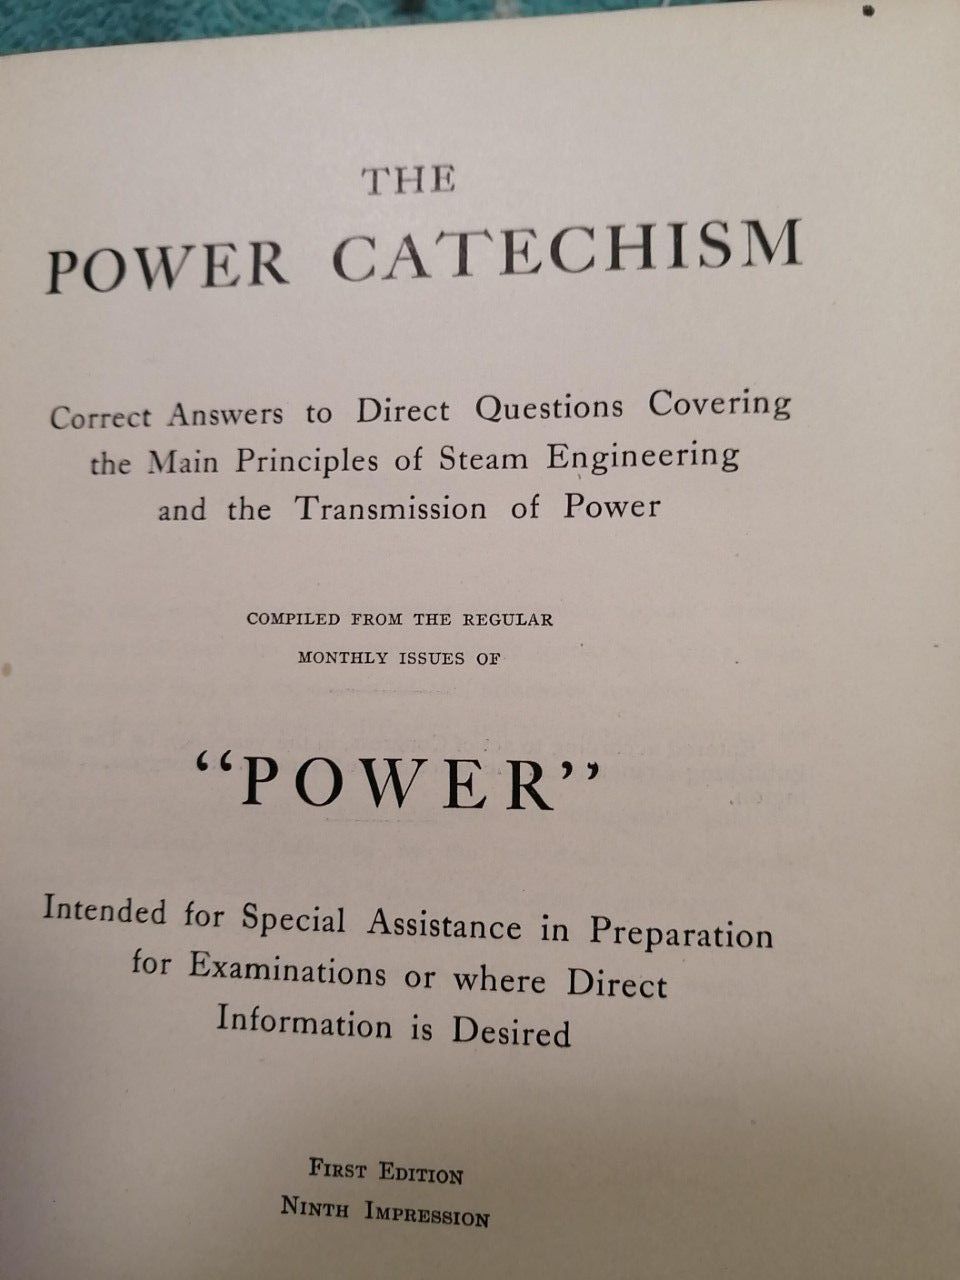 THE
POWER CATECHISM
Correct Answers to Direct Questions Covering
the Main Principles of Steam Engineering
and the Transmission of Power
COMPILED FROM THE REGULAR
MONTHLY ISSUES OF
“POWER”
Intended for Special Assistance in Preparation
for Examinations or where Direct
Information is Desired
FIRST EDITION
NINTH IMPRESSION